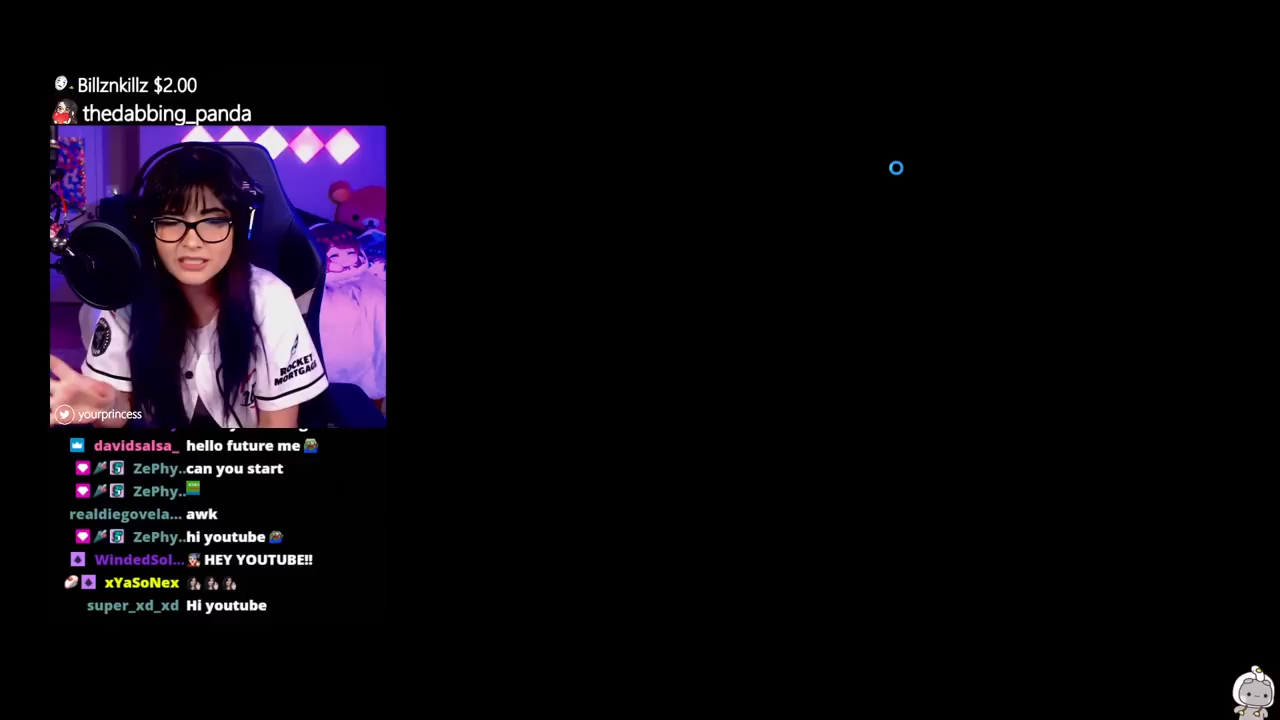 Billznkillz $2.00
thedabbing_panda
ROCKET
MORTGAGE
yourprincess
davidsalsa_ hello future me
ZePhy.. can you start
ZePhy..
realdiegovela... awk
ZePhy.. hi youtube
WindedSol... HEY YOUTUBE!!
xYaSoNex
super_xd_xd Hi youtube